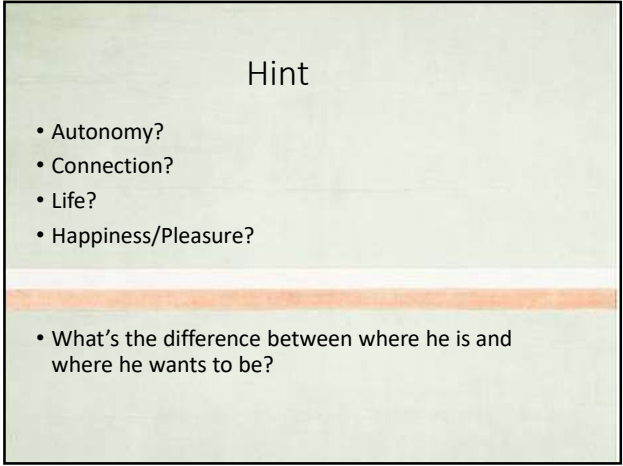 Hint
• Autonomy?
• Connection?
• Life?
• Happiness/Pleasure?
• What’s the difference between where he is and
where he wants to be?